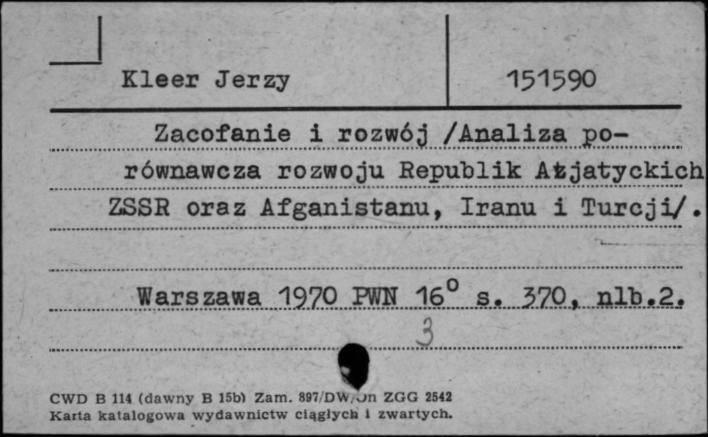 Kleer Jerzy 151590
Zacofanie i rozwój /Analiza po-
równawcza rozwoju Republik Azjatyckich
ZSSR oraz Afganistanu, Iranu i Turcji/.
Warszawa 1970 PWN 16° s. 370, nlb.2.
3
CWD B 114 (dawny B 15b) Zam. 897/DW/Jn ZGG 2542
Karta katalogowa wydawnictw ciągłych i zwartych.